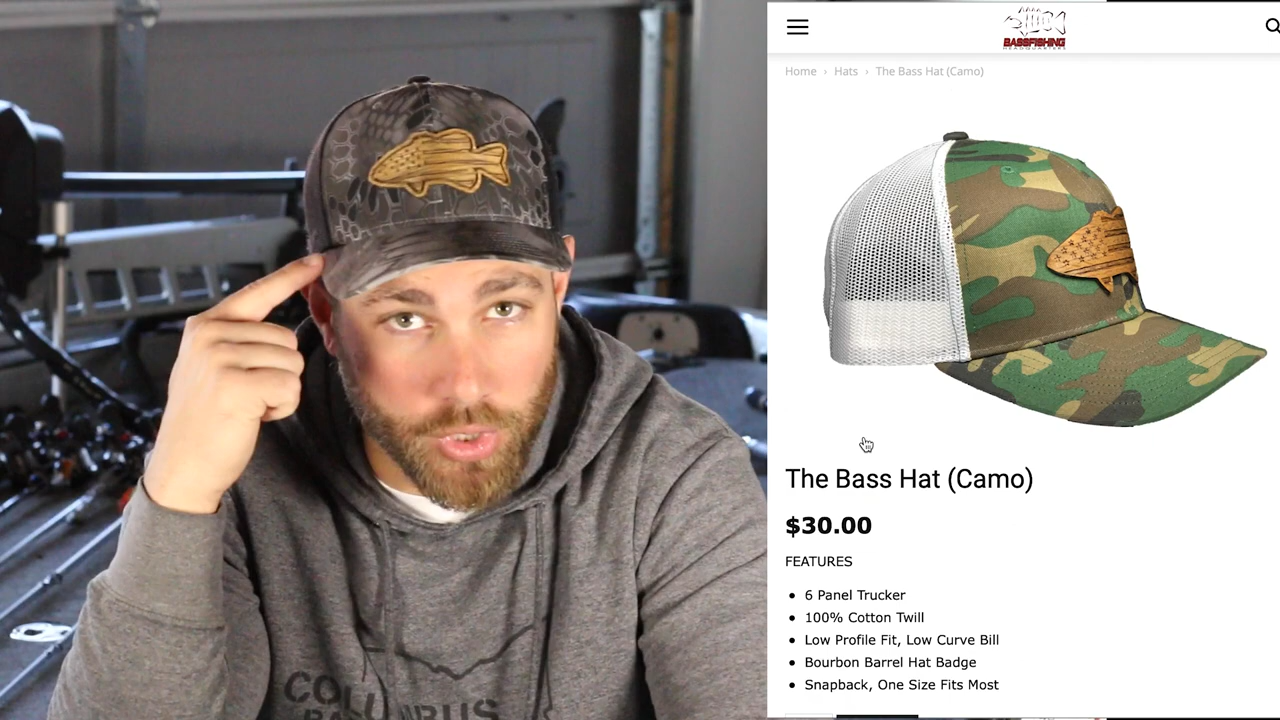 COLUMBUS
BASSFISHING
HEADQUARTERS
Home › Hats › The Bass Hat (Camo)
The Bass Hat (Camo)
$30.00
FEATURES
• 6 Panel Trucker
• 100% Cotton Twill
• Low Profile Fit, Low Curve Bill
• Bourbon Barrel Hat Badge
• Snapback, One Size Fits Most